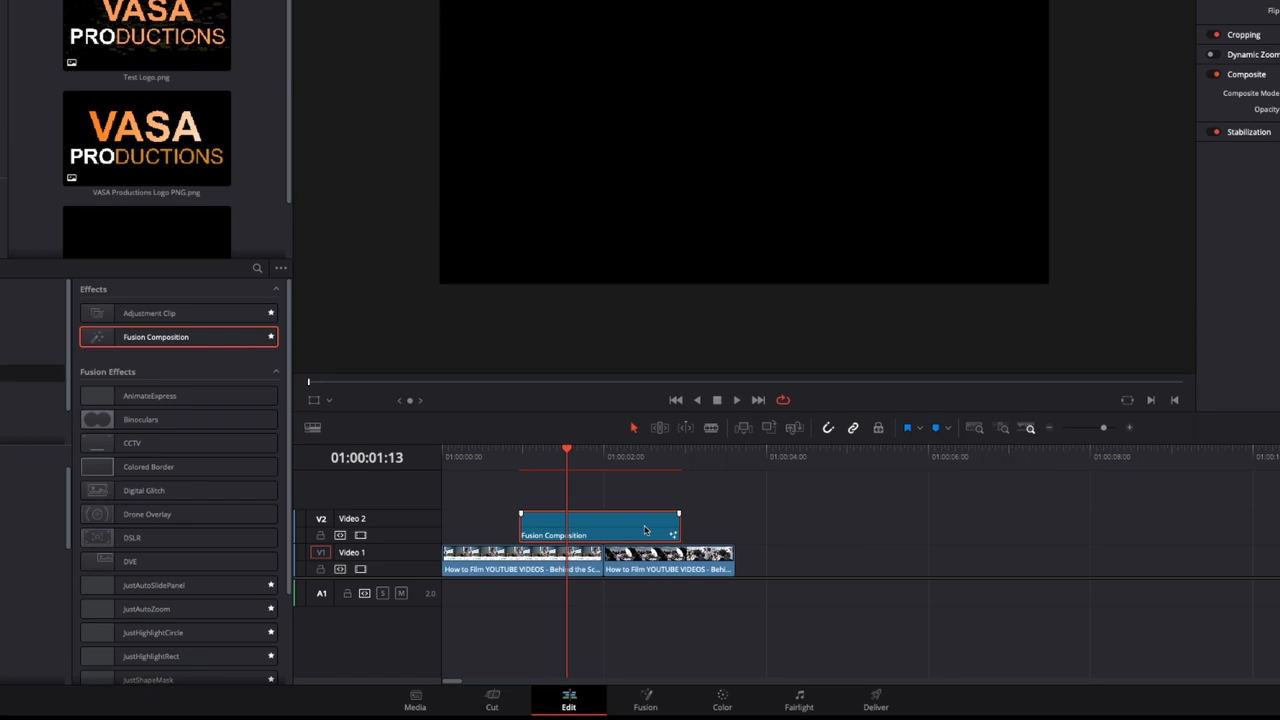 VASA
PRODUCTIONS
Test Logo.png
VASA
PRODUCTIONS
VASA Productions Logo PNG.png
Effects
Adjustment Clip
Fusion Composition
Fusion Effects
AnimateExpress
Binoculars
CCTV
Colored Border
Digital Glitch
Drone Overlay
DSLR
DVE
JustAutoSlidePanel
JustAutoZoom
JustHighlightCircle
JustHighlightRect
JustShapeMask
Flip
Cropping
Dynamic Zoom
Composite
Composite Mode
Opacity
Stabilization
01:00:01:13
01:00:00:00
01:00:02:00
01:00:04:00
01:00:06:00
01:00:08:00
V2 Video 2
Fusion Composition
V1 Video 1
How to Film YOUTUBE VIDEOS - Behind the Sc...
How to Film YOUTUBE VIDEOS - Behi...
A1 S M 2.0
Media
Cut
Edit
Fusion
Color
Fairlight
Deliver